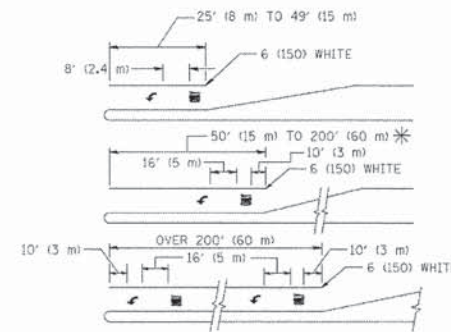 25' (8 m) TO 49' (15 m)
6 (150) WHITE
8' (2.4 m)
50' (15 m) TO 200' (60 m) *
16' (5 m)
10' (3 m)
6 (150) WHITE
OVER 200' (60 m)
10' (3 m)
16' (5 m)
10' (3 m)
6 (150) WHIT